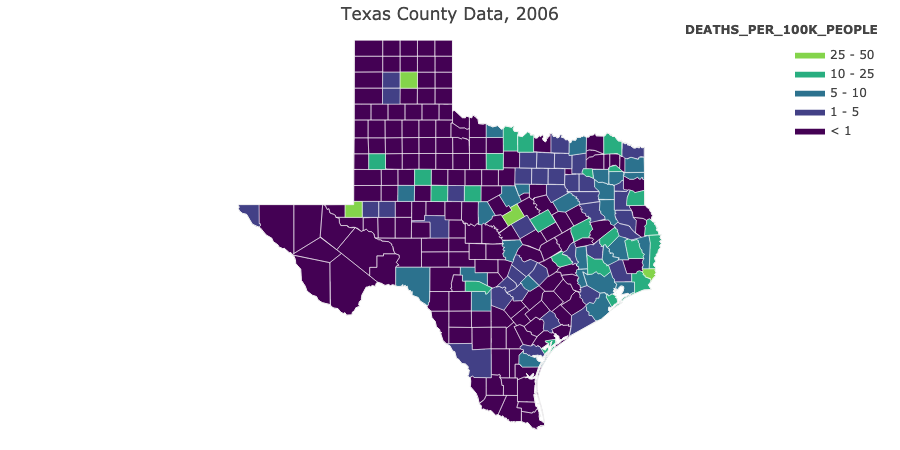 Texas County Data, 2006
DEATHS_PER_100K_PEOPLE
25 - 50
10 - 25
5 - 10
1 - 5
< 1